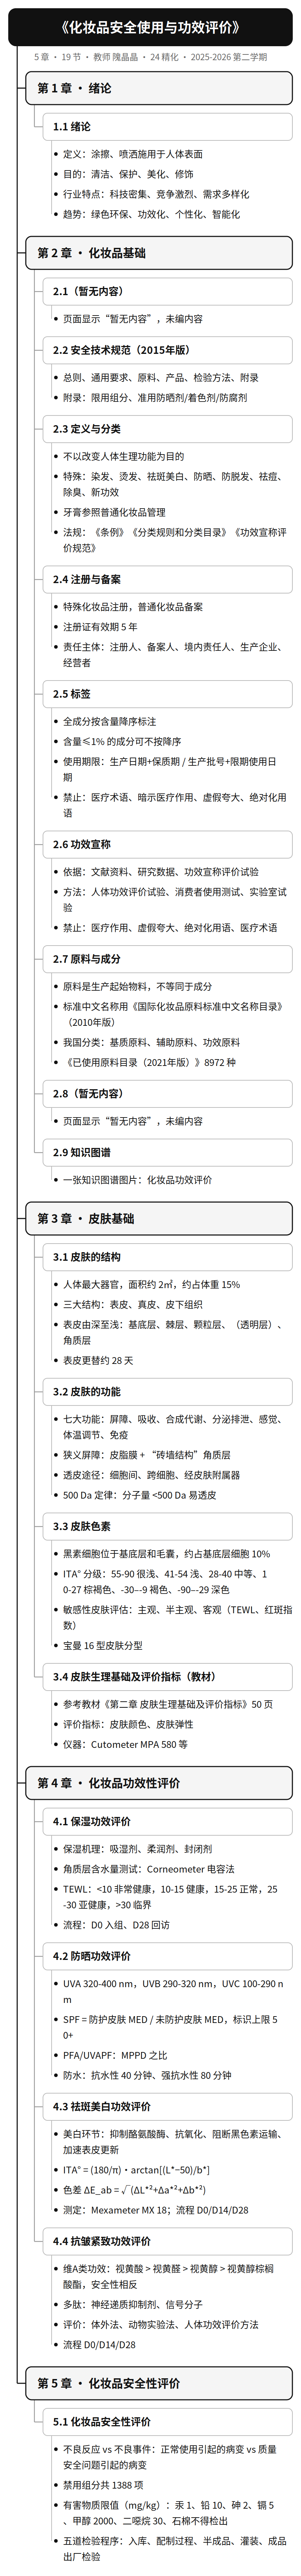 《化妆品安全使用与功效评价》
5 章 · 19 节 · 教师 隗晶晶 · 24 精化 · 2025-2026 第二学期
第 1 章 · 绪论
1.1 绪论
定义：涂擦、喷洒施用于人体表面
目的：清洁、保护、美化、修饰
行业特点：科技密集、竞争激烈、需求多样化
趋势：绿色环保、功效化、个性化、智能化
第 2 章 · 化妆品基础
2.1（暂无内容）
页面显示“暂无内容”，未编内容
2.2 安全技术规范（2015年版）
总则、通用要求、原料、产品、检验方法、附录
附录：限用组分、准用防晒剂/着色剂/防腐剂
2.3 定义与分类
不以改变人体生理功能为目的
特殊：染发、烫发、祛斑美白、防晒、防脱发、祛痘、
除臭、新功效
牙膏参照普通化妆品管理
法规：《条例》《分类规则和分类目录》《功效宣称评
价规范》
2.4 注册与备案
特殊化妆品注册，普通化妆品备案
注册证有效期 5 年
责任主体：注册人、备案人、境内责任人、生产企业、
经营者
2.5 标签
全成分按含量降序标注
含量≤1% 的成分可不按降序
使用期限：生产日期+保质期 / 生产批号+限期使用日
期
禁止：医疗术语、暗示医疗作用、虚假夸大、绝对化用
语
2.6 功效宣称
依据：文献资料、研究数据、功效宣称评价试验
方法：人体功效评价试验、消费者使用测试、实验室试
验
禁止：医疗作用、虚假夸大、绝对化用语、医疗术语
2.7 原料与成分
原料是生产起始物料，不等同于成分
标准中文名称用《国际化妆品原料标准中文名称目录》
（2010年版）
我国分类：基质原料、辅助原料、功效原料
《已使用原料目录（2021年版）》8972 种
2.8（暂无内容）
页面显示“暂无内容”，未编内容
2.9 知识图谱
一张知识图谱图片：化妆品功效评价
第 3 章 · 皮肤基础
3.1 皮肤的结构
人体最大器官，面积约 2㎡，约占体重 15%
三大结构：表皮、真皮、皮下组织
表皮由深至浅：基底层、棘层、颗粒层、（透明层）、
角质层
表皮更替约 28 天
3.2 皮肤的功能
七大功能：屏障、吸收、合成代谢、分泌排泄、感觉、
体温调节、免疫
狭义屏障：皮脂膜 + “砖墙结构”角质层
透皮途径：细胞间、跨细胞、经皮肤附属器
500 Da 定律：分子量 <500 Da 易透皮
3.3 皮肤色素
黑素细胞位于基底层和毛囊，约占基底层细胞 10%
ITA° 分级：55-90 很浅、41-54 浅、28-40 中等、1
0-27 棕褐色、-30–-9 褐色、-90–-29 深色
敏感性皮肤评估：主观、半主观、客观（TEWL、红斑指
数）
宝曼 16 型皮肤分型
3.4 皮肤生理基础及评价指标（教材）
参考教材《第二章 皮肤生理基础及评价指标》50 页
评价指标：皮肤颜色、皮肤弹性
仪器：Cutometer MPA 580 等
第 4 章 · 化妆品功效性评价
4.1 保湿功效评价
保湿机理：吸湿剂、柔润剂、封闭剂
角质层含水量测试：Corneometer 电容法
TEWL：<10 非常健康，10-15 健康，15-25 正常，25
-30 亚健康，>30 临界
流程：D0 入组、D28 回访
4.2 防晒功效评价
UVA 320-400 nm，UVB 290-320 nm，UVC 100-290 n
m
SPF = 防护皮肤 MED / 未防护皮肤 MED，标识上限 5
0+
PFA/UVAPF：MPPD 之比
防水：抗水性 40 分钟、强抗水性 80 分钟
4.3 祛斑美白功效评价
美白环节：抑制酪氨酸酶、抗氧化、阻断黑色素运输、
加速表皮更新
ITA° = (180/π)·arctan[(L*−50)/b*]
色差 ΔE_ab = √(ΔL*²+Δa*²+Δb*²)
测定：Mexameter MX 18；流程 D0/D14/D28
4.4 抗皱紧致功效评价
维A类功效：视黄酸 > 视黄醛 > 视黄醇 > 视黄醇棕榈
酸酯，安全性相反
多肽：神经递质抑制剂、信号分子
评价：体外法、动物实验法、人体功效评价方法
流程 D0/D14/D28
第 5 章 · 化妆品安全性评价
5.1 化妆品安全性评价
不良反应 vs 不良事件：正常使用引起的病变 vs 质量
安全问题引起的病变
禁用组分共 1388 项
有害物质限值（mg/kg）：汞 1、铅 10、砷 2、镉 5
、甲醇 2000、二噁烷 30、石棉不得检出
五道检验程序：入库、配制过程、半成品、灌装、成品
出厂检验